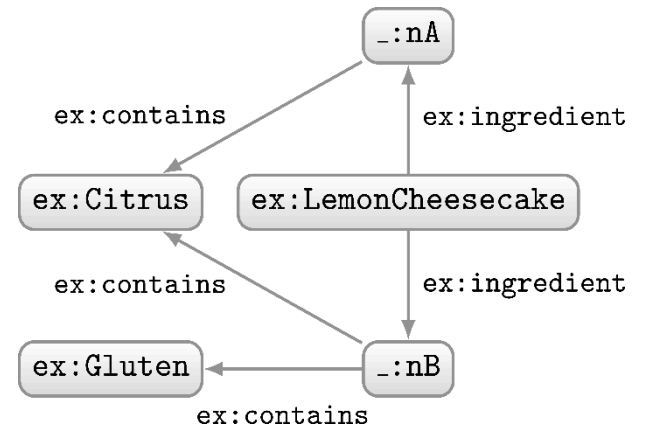 _:nA
ex:contains
ex:ingredient
ex:Citrus
ex:LemonCheesecake
ex:contains
ex:ingredient
ex:Gluten
_:nB
ex:contains